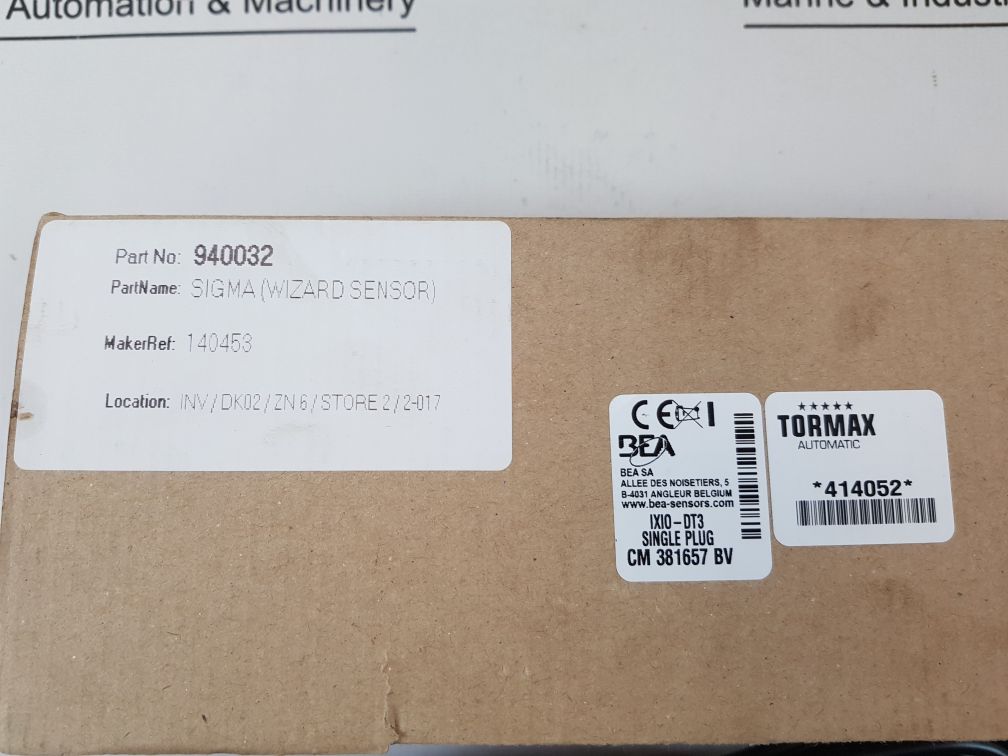 Automation & Machinery
Marine & Industri
Part No: 940032
PartName: SIGMA (WIZARD SENSOR)
MakerRef: 140453
Location: INV / DK02 / ZN 6 / STORE 2 / 2-017
CE
BEA
BEA SA
ALLEE DES NOISETIERS, 5
B-4031 ANGLEUR BELGIUM
www.bea-sensors.com
IXIO-DT3
SINGLE PLUG
CM 381657 BV
TORMAX
AUTOMATIC
*414052*